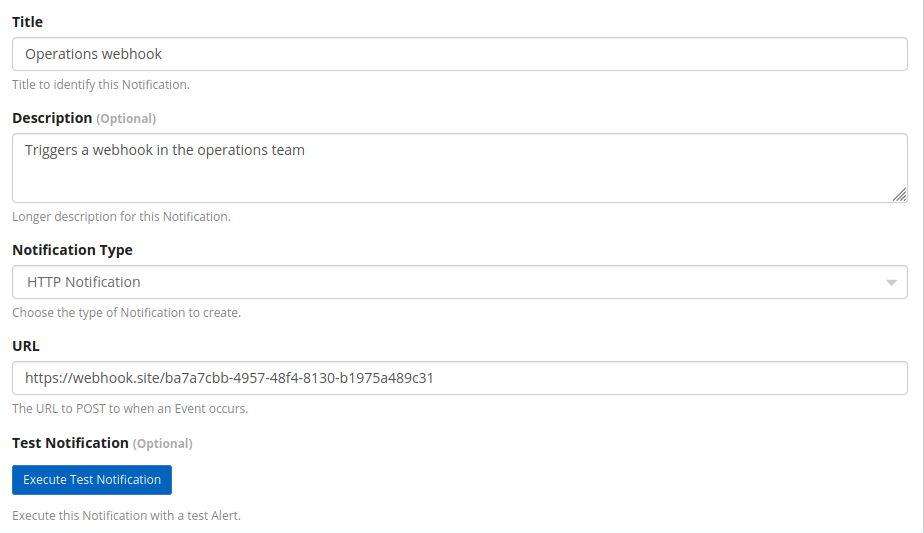 Title
Operations webhook
Title to identify this Notification.
Description (Optional)
Triggers a webhook in the operations team
Longer description for this Notification.
Notification Type
HTTP Notification
Choose the type of Notification to create.
URL
https://webhook.site/ba7a7cbb-4957-48f4-8130-b1975a489c31
The URL to POST to when an Event occurs.
Test Notification (Optional)
Execute Test Notification
Execute this Notification with a test Alert.